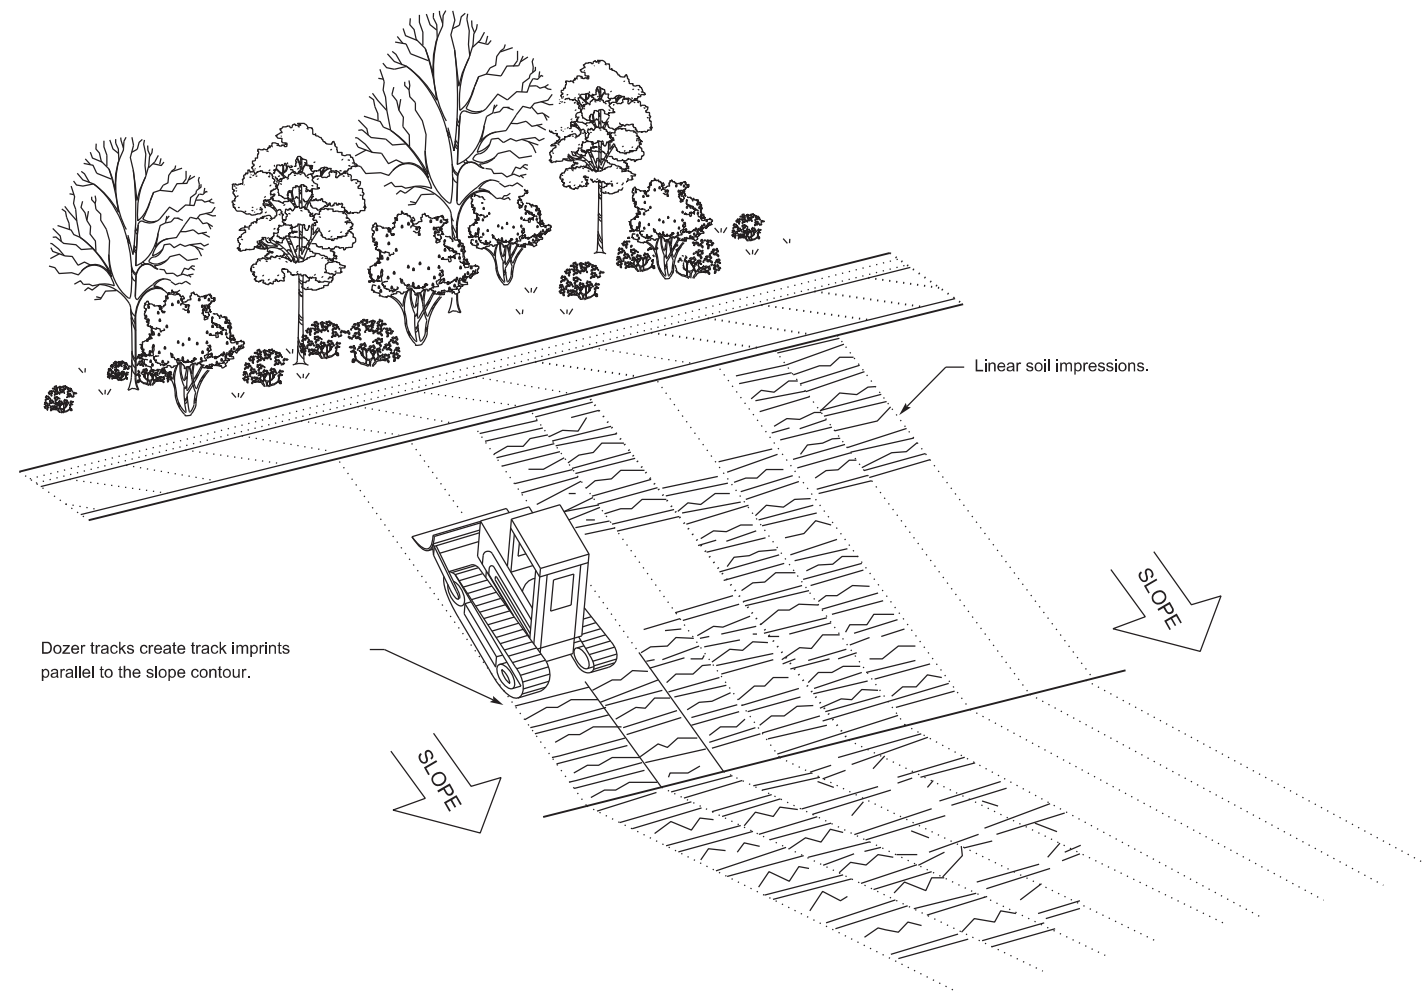 Linear soil impressions.
SLOPE
Dozer tracks create track imprints
parallel to the slope contour.
SLOPE